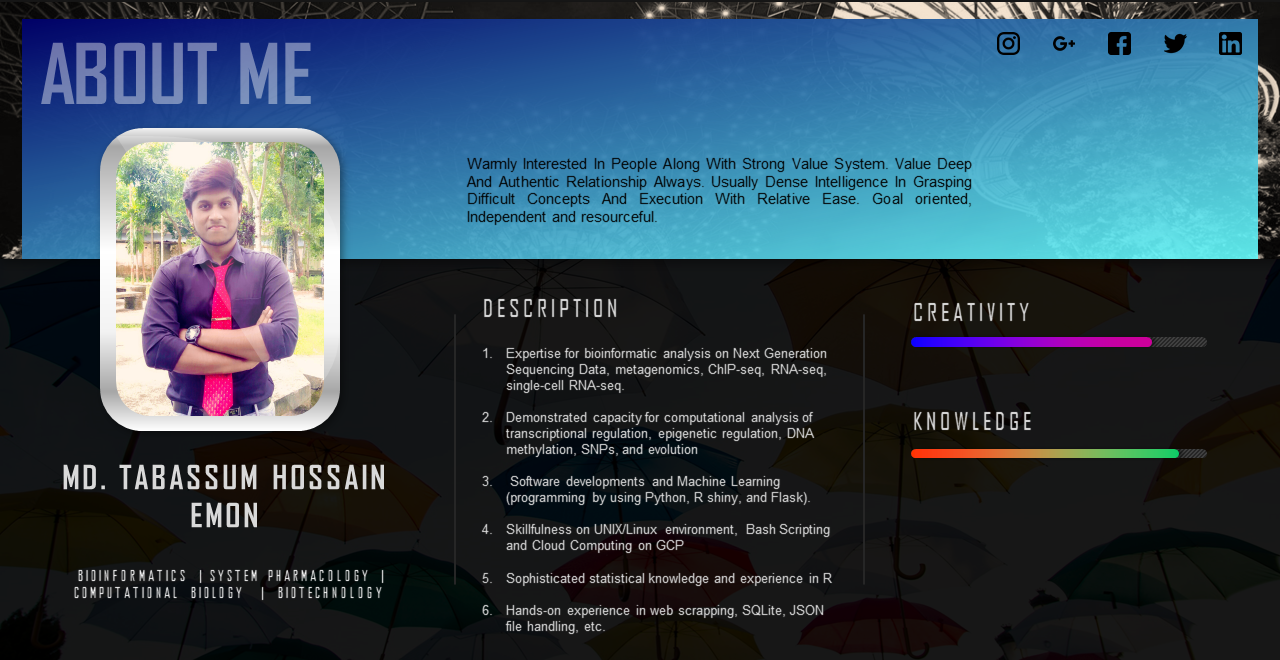 ABOUT ME
Warmly Interested In People Along With Strong Value System. Value Deep
And Authentic Relationship Always. Usually Dense Intelligence In Grasping
Difficult Concepts And Execution With Relative Ease. Goal oriented,
Independent and resourceful.
MD. TABASSUM HOSSAIN
EMON
BIOINFORMATICS | SYSTEM PHARMACOLOGY |
COMPUTATIONAL BIOLOGY | BIOTECHNOLOGY
DESCRIPTION
1. Expertise for bioinformatic analysis on Next Generation
Sequencing Data, metagenomics, ChIP-seq, RNA-seq,
single-cell RNA-seq.
2. Demonstrated capacity for computational analysis of
transcriptional regulation, epigenetic regulation, DNA
methylation, SNPs, and evolution
3. Software developments and Machine Learning
(programming by using Python, R shiny, and Flask).
4. Skillfulness on UNIX/Linux environment, Bash Scripting
and Cloud Computing on GCP
5. Sophisticated statistical knowledge and experience in R
6. Hands-on experience in web scrapping, SQLite, JSON
file handling, etc.
CREATIVITY
KNOWLEDGE